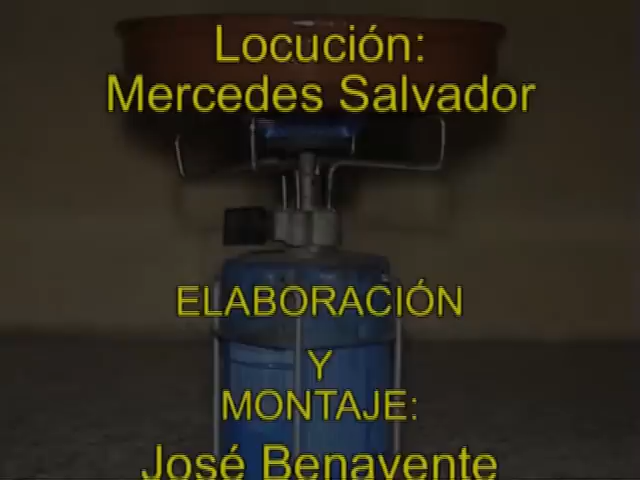 Locución:
Mercedes Salvador
ELABORACIÓN
Y
MONTAJE:
José Benavente